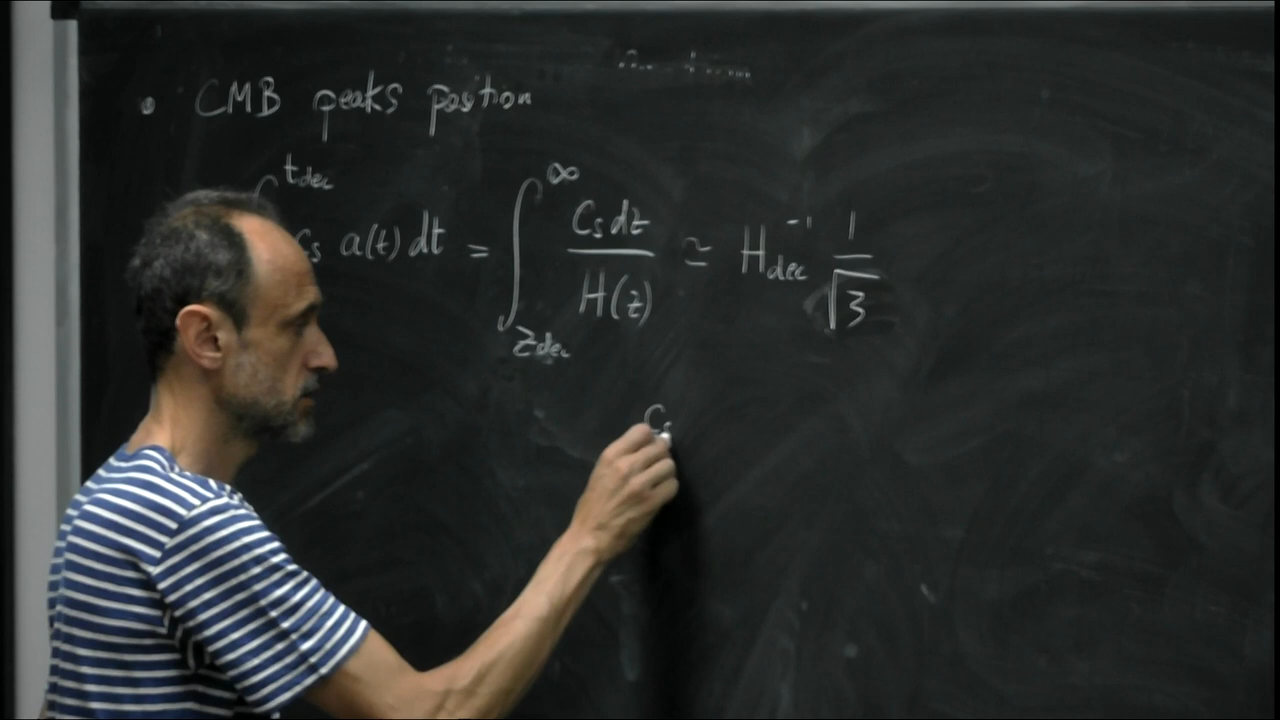 • CMB peaks position
∫^{t_dec} c_s a(t) dt = ∫_{z_dec}^{∞} c_s dz / H(z) ≃ H_dec^{-1} 1/√3
c_s